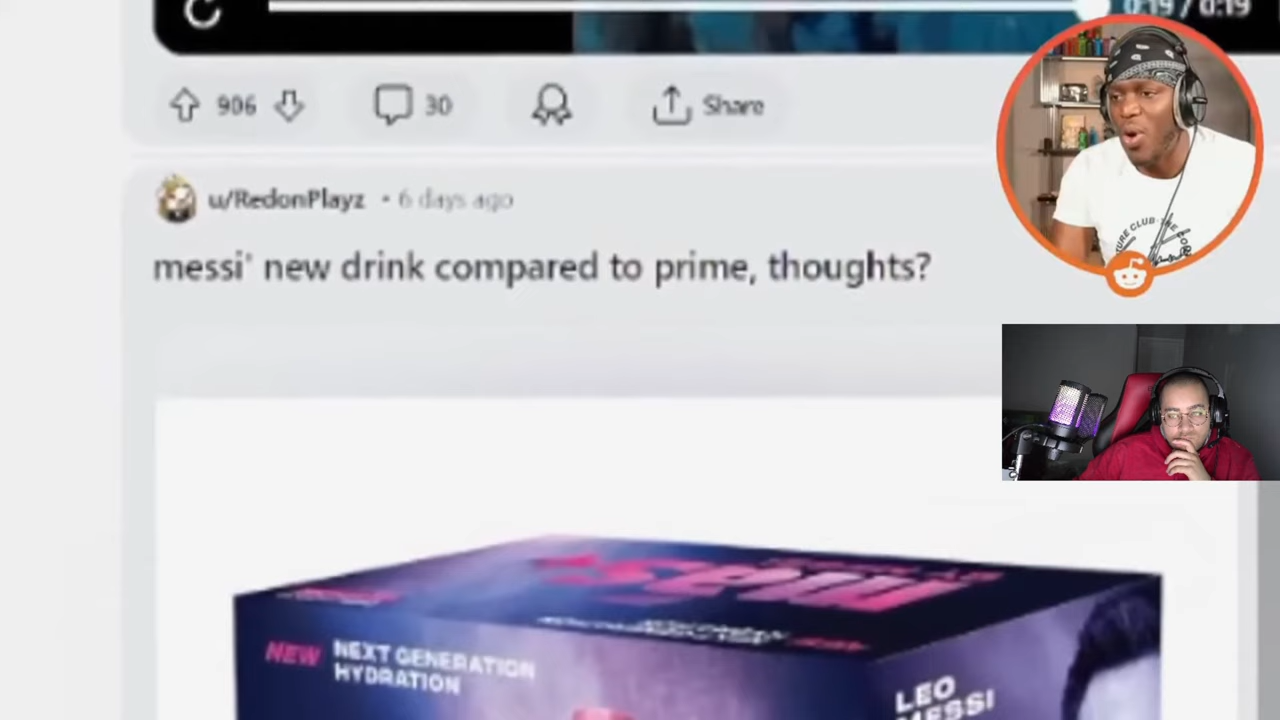 0:19 / 0:19
906
30
Share
u/RedonPlayz • 6 days ago
messi' new drink compared to prime, thoughts?
NEW NEXT GENERATION
HYDRATION
LEO
MESSI